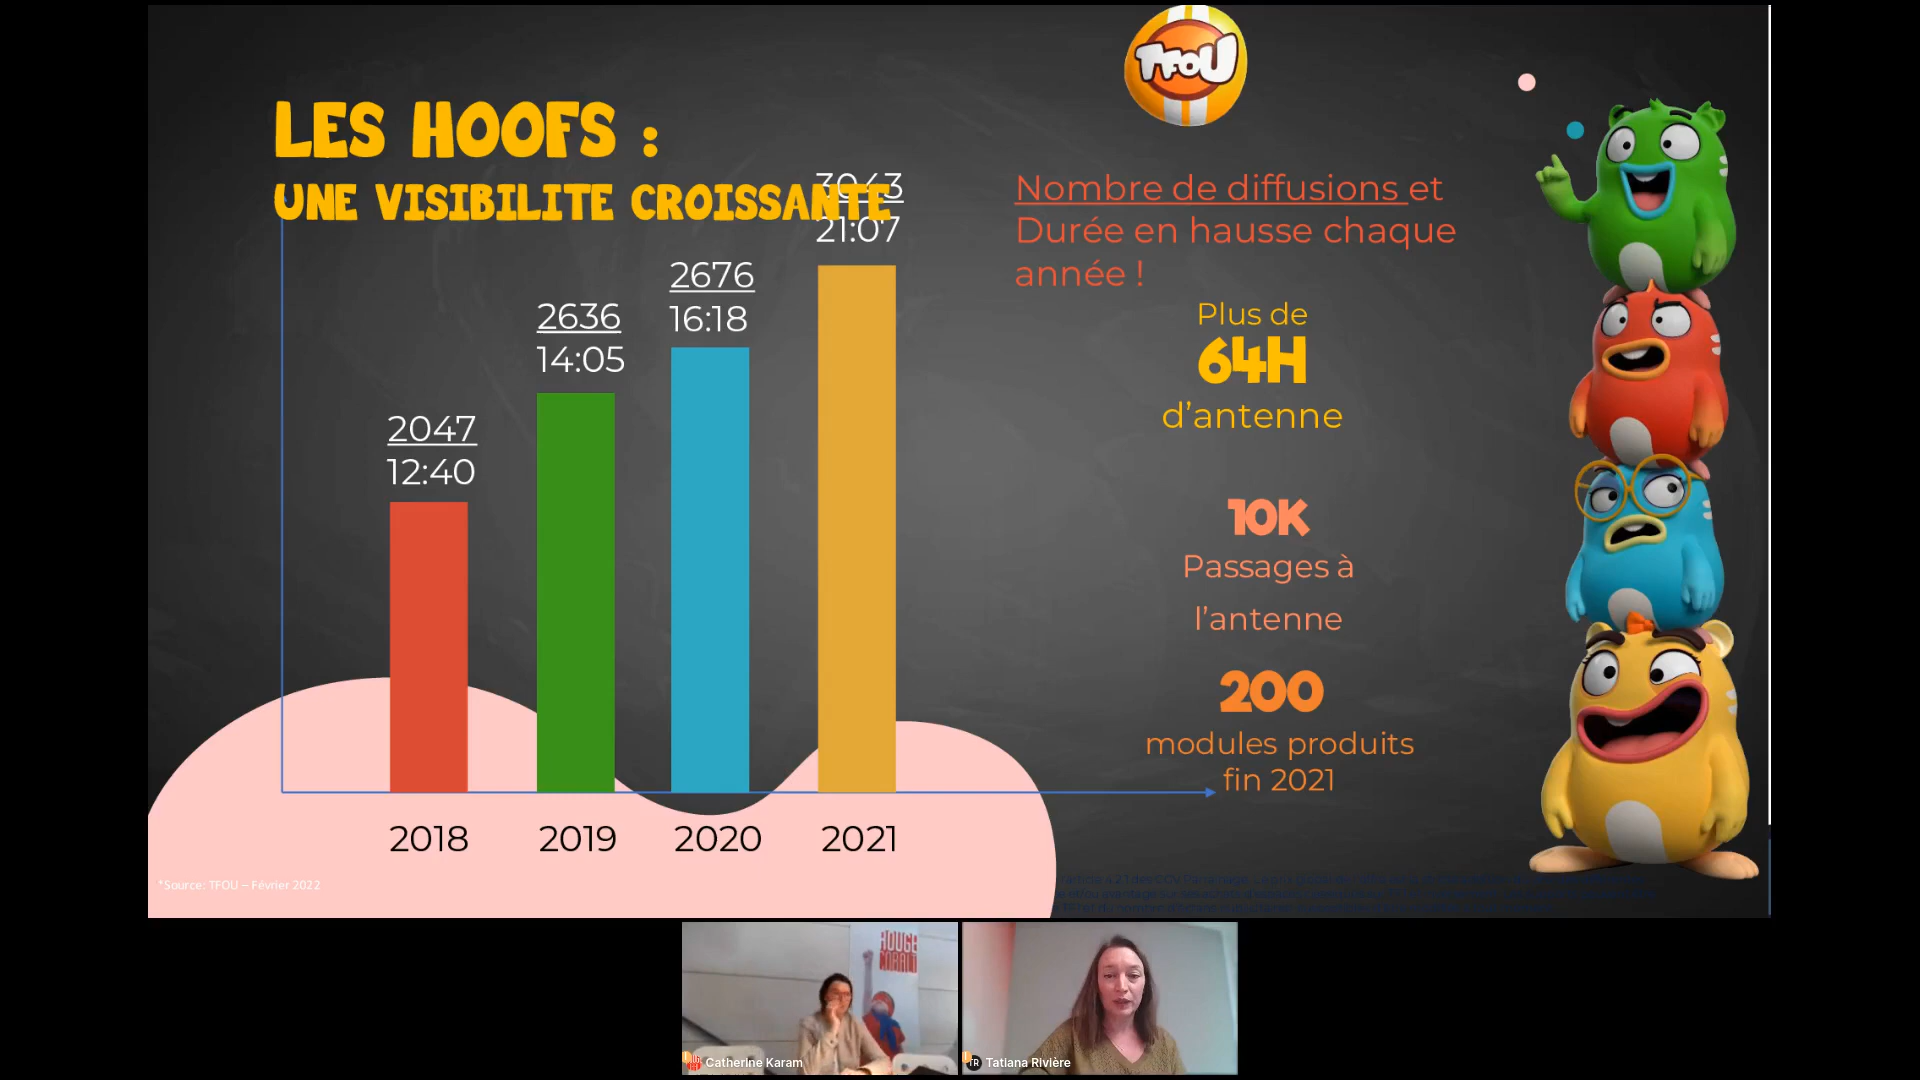 TFOU
LES HOOFS :
UNE VISIBILITE CROISSANTE
3043
21:07
2676
16:18
2636
14:05
2047
12:40
2018
2019
2020
2021
*Source: TFOU – Février 2022
Nombre de diffusions et
Durée en hausse chaque
année !
Plus de
64H
d’antenne
10K
Passages à
l’antenne
200
modules produits
fin 2021
ROUGE
Catherine Karam
TR
Tatiana Rivière